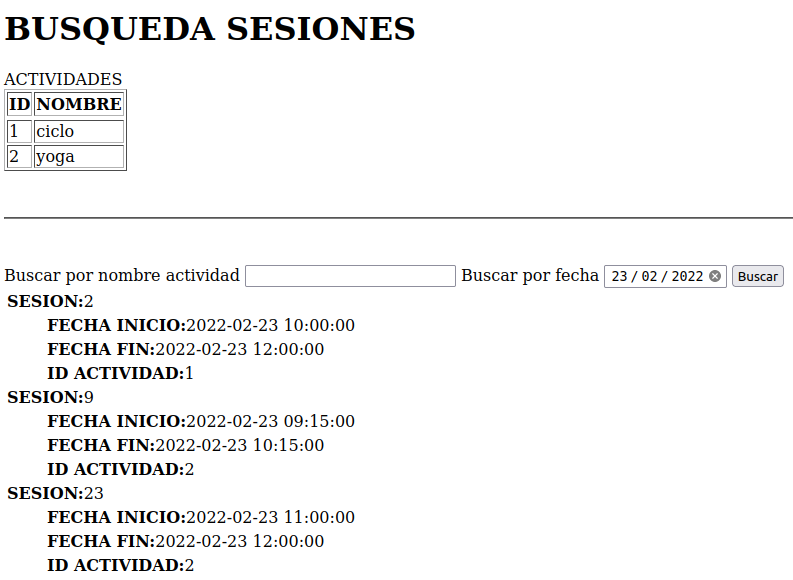 BUSQUEDA SESIONES
ACTIVIDADES
ID NOMBRE
1 ciclo
2 yoga
Buscar por nombre actividad Buscar por fecha 23 / 02 / 2022 Buscar
SESION:2
FECHA INICIO:2022-02-23 10:00:00
FECHA FIN:2022-02-23 12:00:00
ID ACTIVIDAD:1
SESION:9
FECHA INICIO:2022-02-23 09:15:00
FECHA FIN:2022-02-23 10:15:00
ID ACTIVIDAD:2
SESION:23
FECHA INICIO:2022-02-23 11:00:00
FECHA FIN:2022-02-23 12:00:00
ID ACTIVIDAD:2